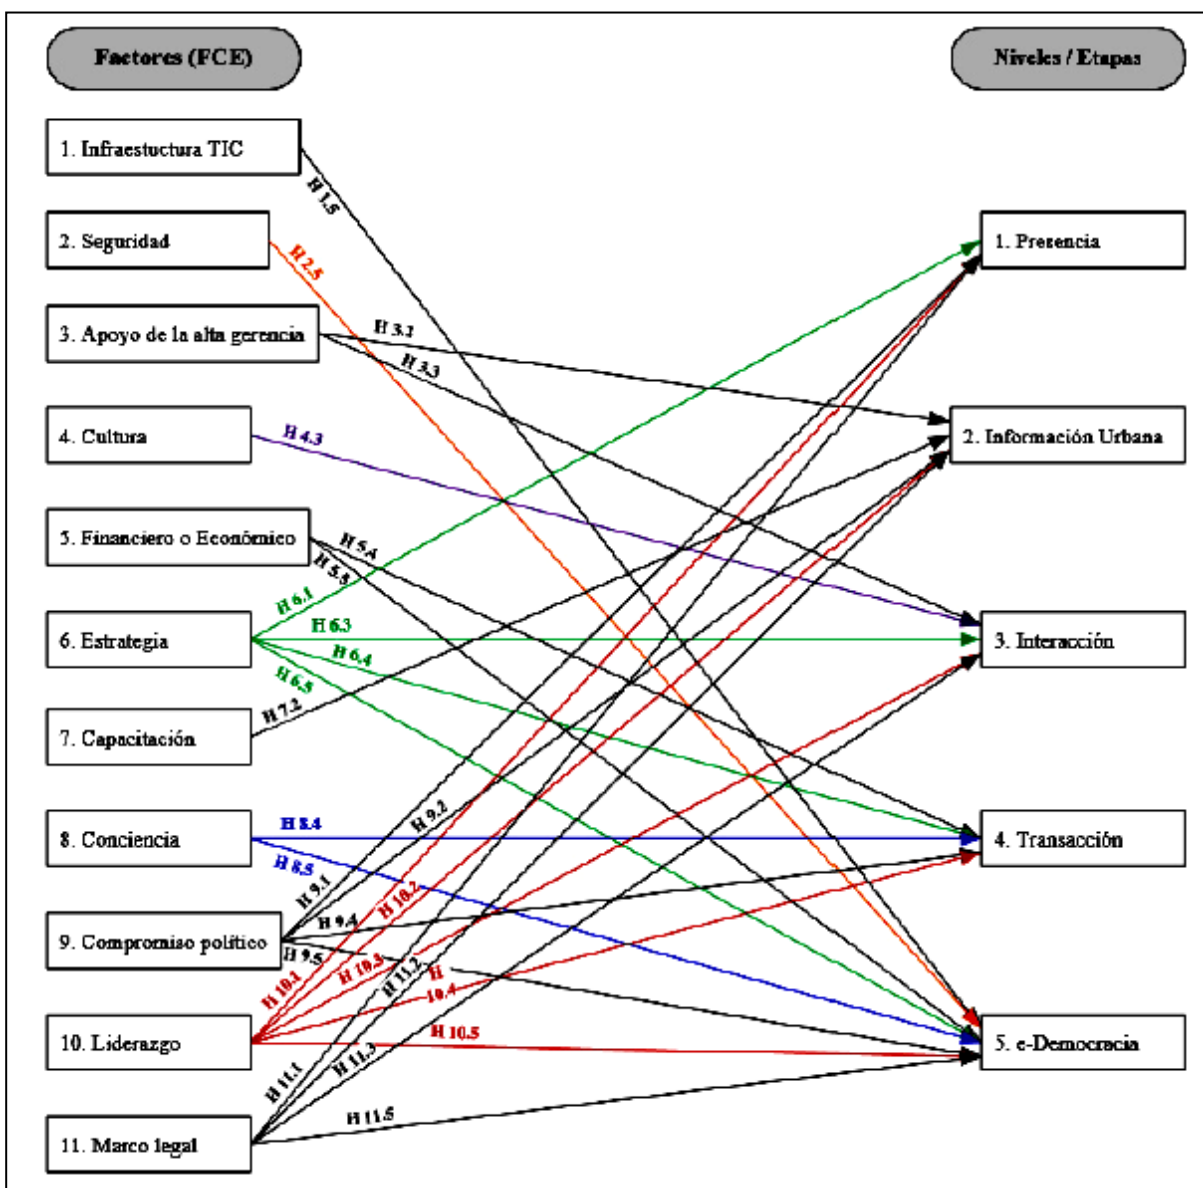 Factores (FCE)
Niveles / Etapas
1. Infraestuctura TIC
H 1.5
2. Seguridad
H 2.5
1. Presencia
3. Apoyo de la alta gerencia
H 3.2
H 3.3
4. Cultura
H 4.3
2. Información Urbana
5. Financiero o Económico
H 5.4
H 5.5
6. Estrategia
H 6.1
H 6.3
H 6.4
H 6.5
3. Interacción
7. Capacitación
H 7.2
8. Conciencia
H 8.4
H 8.5
4. Transacción
9. Compromiso político
H 9.1
H 9.2
H 9.4
H 9.5
10. Liderazgo
H 10.1
H 10.2
H 10.3
H
10.4
H 10.5
5. e-Democracia
11. Marco legal
H 11.1
H 11.2
H 11.3
H 11.5